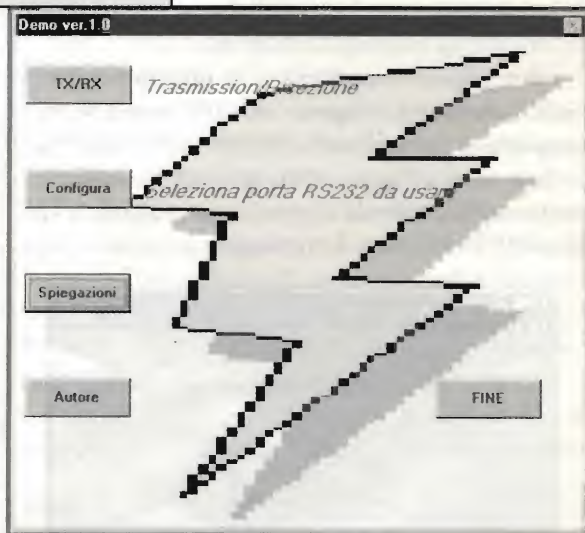 Demo ver.1.0
TX/RX
Trasmission/Ricezione
Configura
Seleziona porta RS232 da usare
Spiegazioni
Autore
FINE